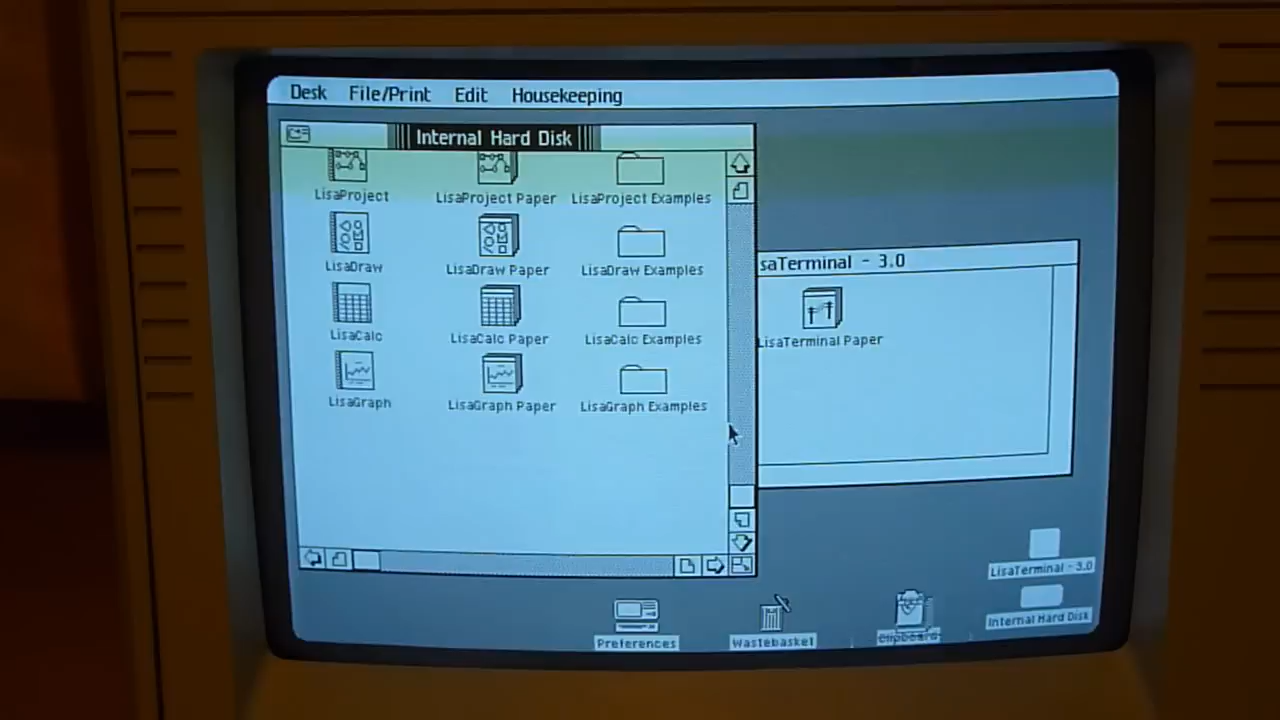 Desk File/Print Edit Housekeeping
Internal Hard Disk
LisaProject LisaProject Paper LisaProject Examples
LisaDraw LisaDraw Paper LisaDraw Examples
LisaCalc LisaCalc Paper LisaCalc Examples
LisaGraph LisaGraph Paper LisaGraph Examples
saTerminal - 3.0
LisaTerminal Paper
LisaTerminal - 3.0
Internal Hard Disk
Preferences Wastebasket Clipboard